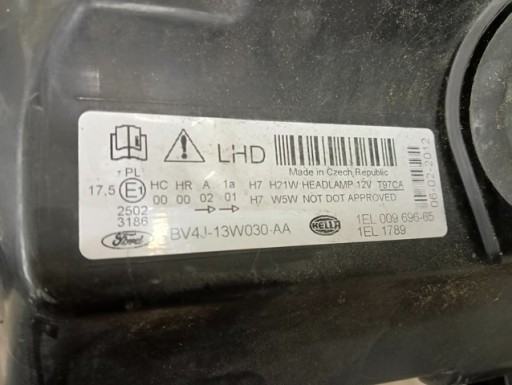 LHD
Made in Czech Republic
1 PL
17.5 E1 HC HR A 1a H7 H21W HEADLAMP 12V T97CA
00 00 02 01 H7 W5W NOT DOT APPROVED
2502
3186
Ford BV4J-13W030-AA HELLA 1EL 009 696-65
1EL 1789
06-02-2012